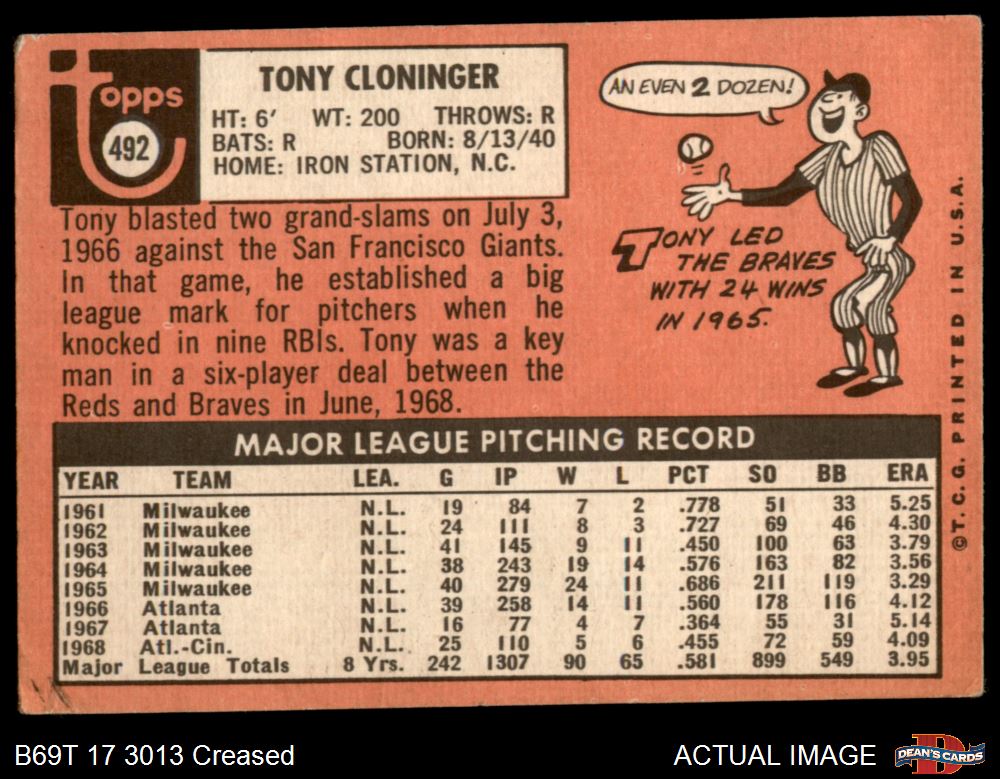 Topps
492
TONY CLONINGER
HT: 6' WT: 200 THROWS: R
BATS: R BORN: 8/13/40
HOME: IRON STATION, N.C.
Tony blasted two grand-slams on July 3,
1966 against the San Francisco Giants.
In that game, he established a big
league mark for pitchers when he
knocked in nine RBIs. Tony was a key
man in a six-player deal between the
Reds and Braves in June, 1968.
AN EVEN 2 DOZEN!
TONY LED
THE BRAVES
WITH 24 WINS
IN 1965.
© T. C. G. PRINTED IN U.S.A.
MAJOR LEAGUE PITCHING RECORD
YEAR TEAM LEA. G IP W L PCT SO BB ERA
1961 Milwaukee N.L. 19 84 7 2 .778 51 33 5.25
1962 Milwaukee N.L. 24 111 8 3 .727 69 46 4.30
1963 Milwaukee N.L. 41 145 9 11 .450 100 63 3.79
1964 Milwaukee N.L. 38 243 19 14 .576 163 82 3.56
1965 Milwaukee N.L. 40 279 24 11 .686 211 119 3.29
1966 Atlanta N.L. 39 258 14 11 .560 178 116 4.12
1967 Atlanta N.L. 16 77 4 7 .364 55 31 5.14
1968 Atl.-Cin. N.L. 25 110 5 6 .455 72 59 4.09
Major League Totals 8 Yrs. 242 1307 90 65 .581 899 549 3.95
B69T 17 3013 Creased
ACTUAL IMAGE
DEAN'S CARDS